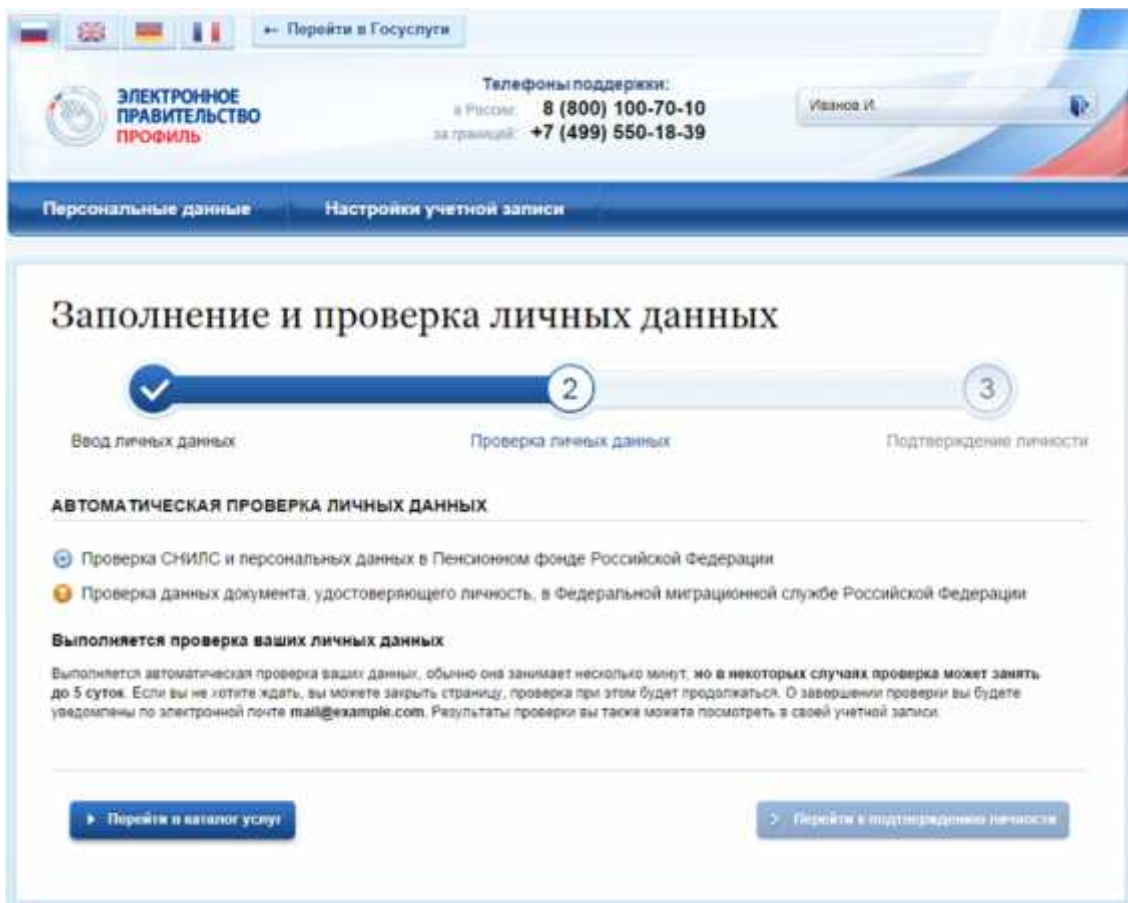 ← Перейти в Госуслуги
ЭЛЕКТРОННОЕ
ПРАВИТЕЛЬСТВО
ПРОФИЛЬ
Телефоны поддержки:
в России: 8 (800) 100-70-10
за границей: +7 (499) 550-18-39
Иванов И.
Персональные данные Настройки учетной записи
Заполнение и проверка личных данных
2 3
Ввод личных данных Проверка личных данных Подтверждение личности
АВТОМАТИЧЕСКАЯ ПРОВЕРКА ЛИЧНЫХ ДАННЫХ
Проверка СНИЛС и персональных данных в Пенсионном фонде Российской Федерации
Проверка данных документа, удостоверяющего личность, в Федеральной миграционной службе Российской Федерации
Выполняется проверка ваших личных данных
Выполняется автоматическая проверка ваших данных, обычно она занимает несколько минут, но в некоторых случаях проверка может занять
до 5 суток. Если вы не хотите ждать, вы можете закрыть страницу, проверка при этом будет продолжаться. О завершении проверки вы будете
уведомлены по электронной почте mail@example.com. Результаты проверки вы также можете посмотреть в своей учетной записи.
Перейти в каталог услуг
Перейти к подтверждению личности